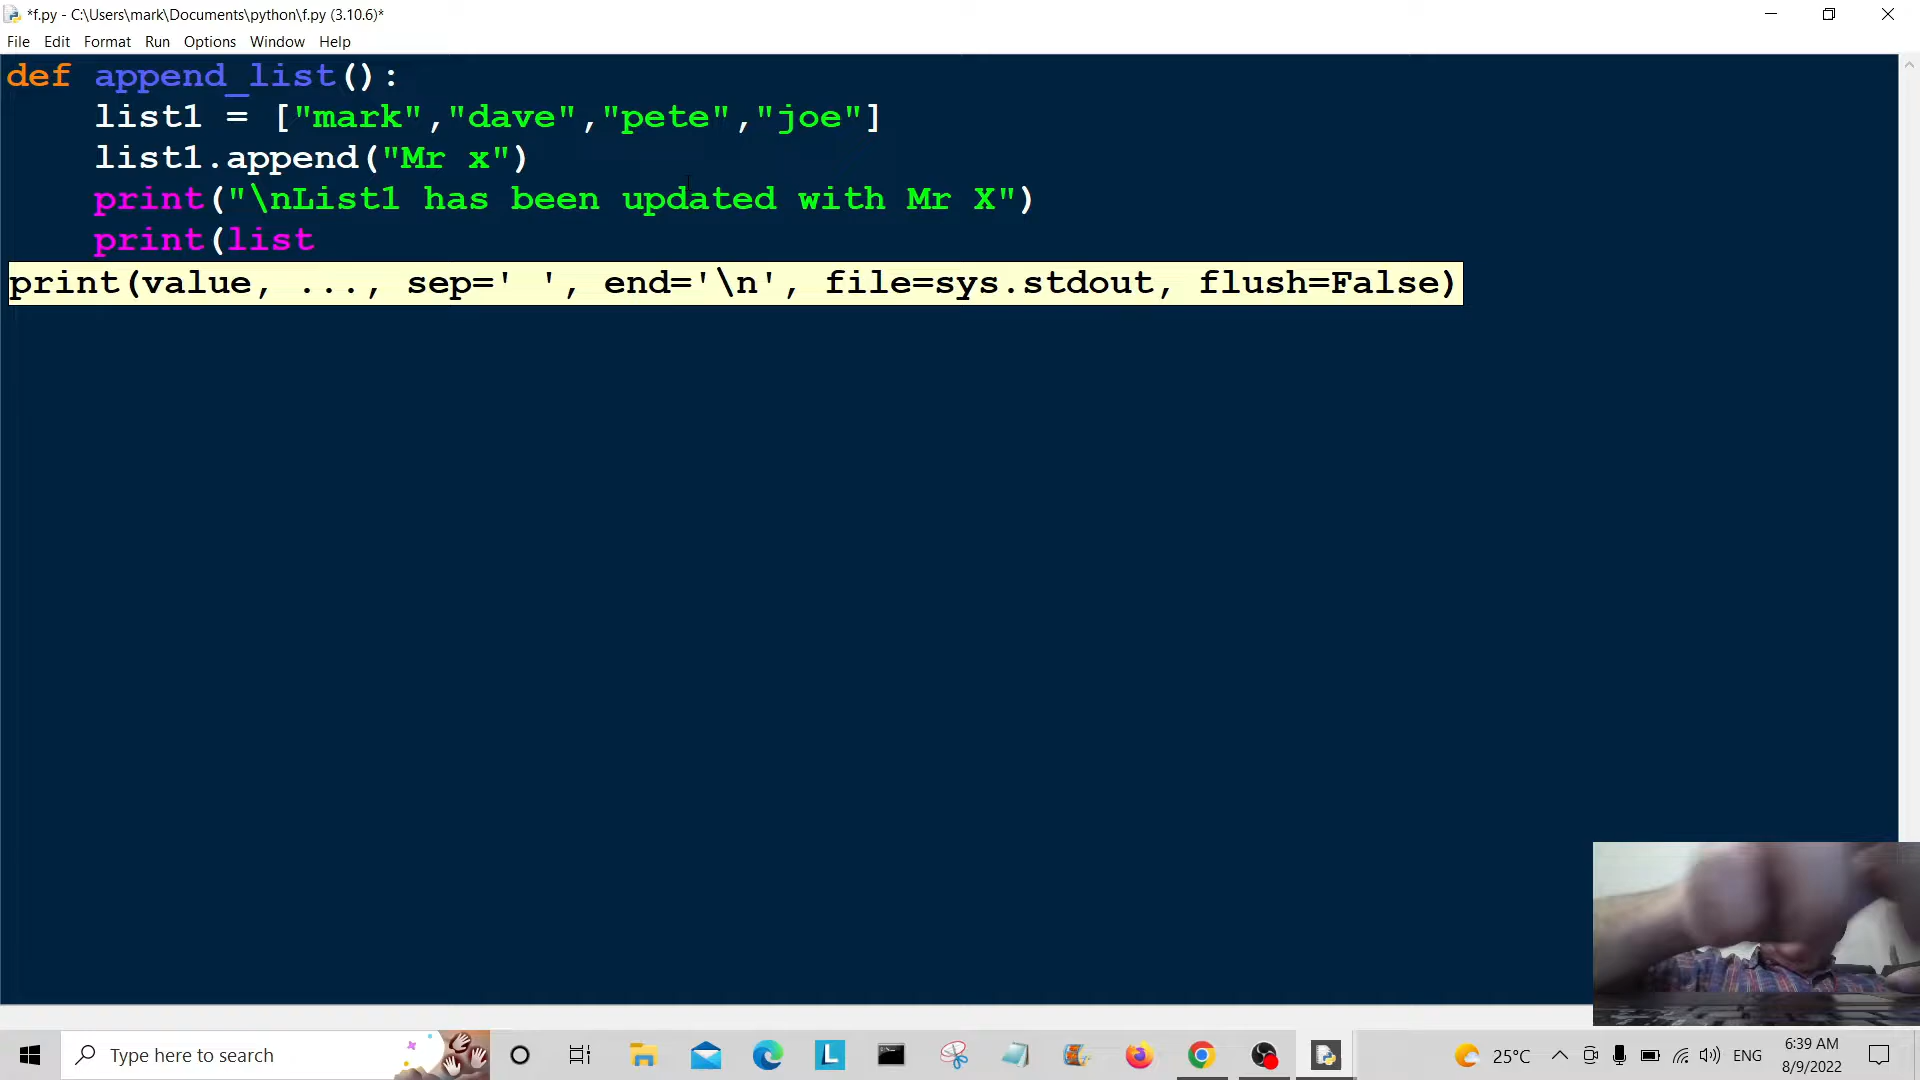 *f.py - C:\Users\mark\Documents\python\f.py (3.10.6)*
File Edit Format Run Options Window Help
def append_list():
    list1 = ["mark","dave","pete","joe"]
    list1.append("Mr x")
    print("\nList1 has been updated with Mr X")
    print(list
print(value, ..., sep=' ', end='\n', file=sys.stdout, flush=False)
Type here to search
L
25°C
ENG
6:39 AM
8/9/2022